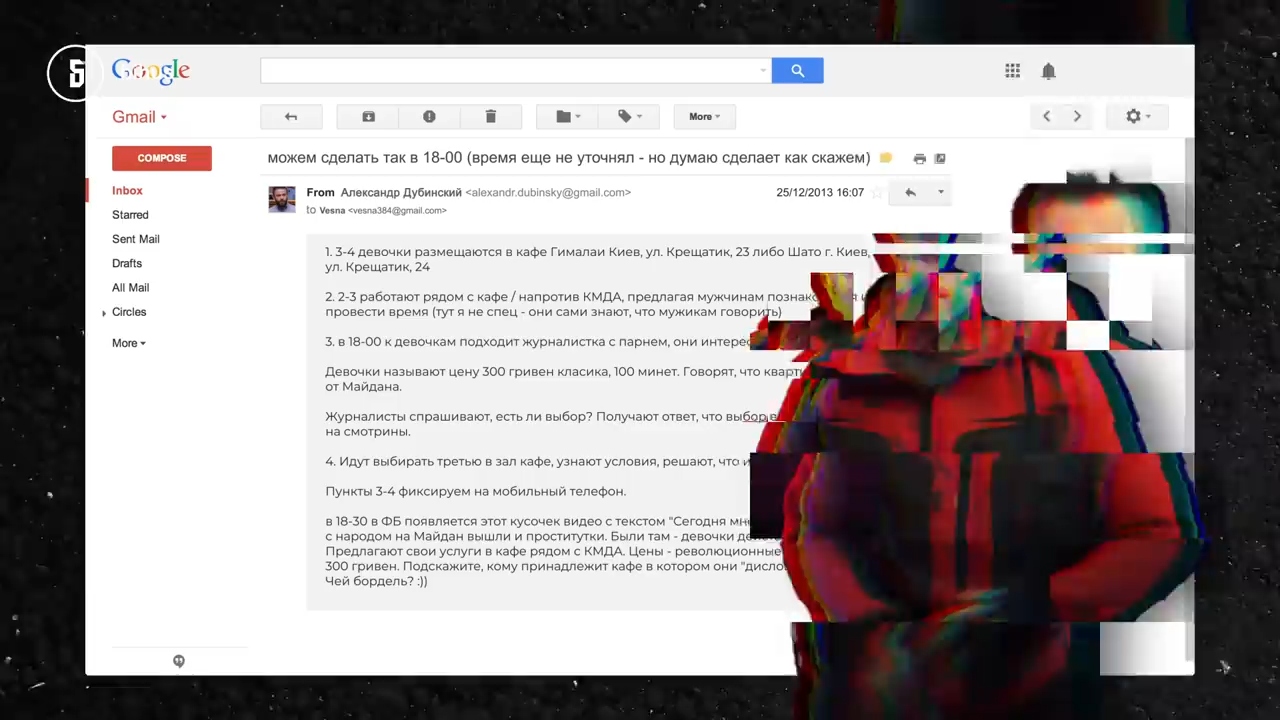 Б
Google
Gmail
More
COMPOSE
можем сделать так в 18-00 (время еще не уточнял - но думаю сделает как скажем)
Inbox
From Александр Дубинский <alexandr.dubinsky@gmail.com>
25/12/2013 16:07
to Vesna <vesna384@gmail.com>
Starred
Sent Mail
Drafts
All Mail
Circles
More
1. 3-4 девочки размещаются в кафе Гималаи Киев, ул. Крещатик, 23 либо Шато г. Киев,
ул. Крещатик, 24
2. 2-3 работают рядом с кафе / напротив КМДА, предлагая мужчинам
провести время (тут я не спец - они сами знают, что мужикам говорить)
3. в 18-00 к девочкам подходит журналистка с парнем, они
Девочки называют цену 300 гривен класика, 100 минет. Говорят, что
от Майдана.
Журналисты спрашивают, есть ли выбор? Получают ответ, что выбор
на смотрины.
4. Идут выбирать третью в зал кафе, узнают условия, решают, что
Пункты 3-4 фиксируем на мобильный телефон.
в 18-30 в ФБ появляется этот кусочек видео с текстом "Сегодня
с народом на Майдан вышли и проститутки. Были там - девочки
Предлагают свои услуги в кафе рядом с КМДА. Цены - революционные
300 гривен. Подскажите, кому принадлежит кафе в котором они
Чей бордель? :))